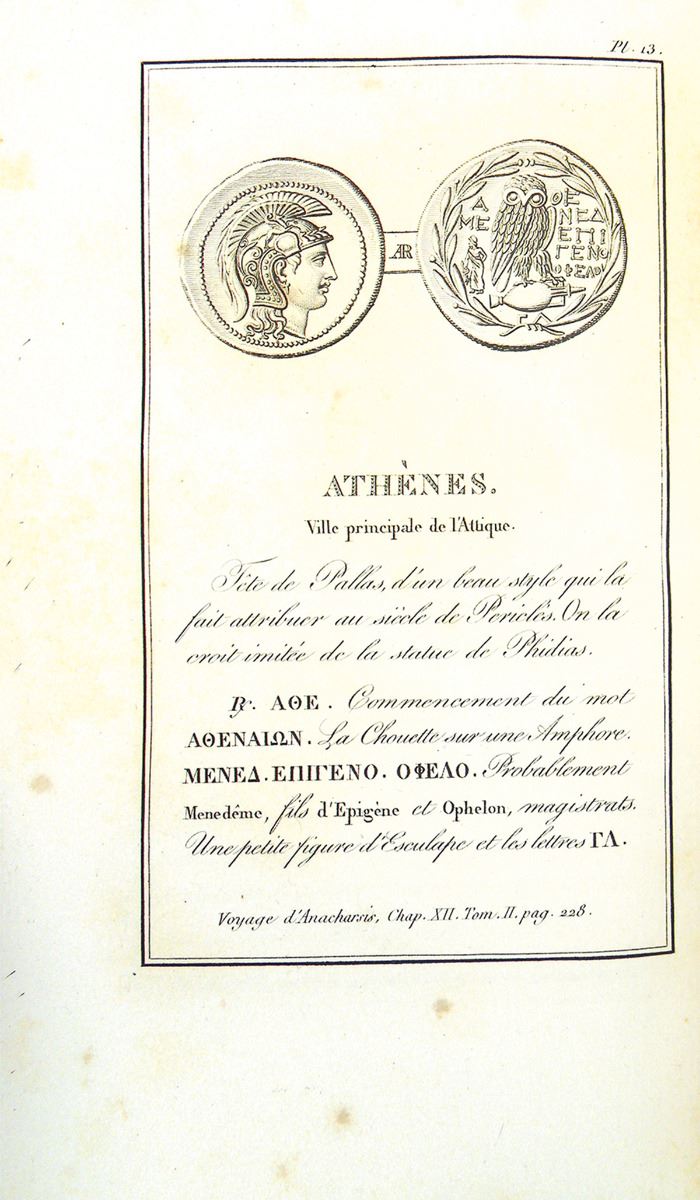 Pl. 13.
Α ΘΕ
ΜΕ ΝΕΔ
ΕΠΙ
ΓΕΝΟ
ΟΦΕΛΟ
ÆR
ATHÈNES.
Ville principale de l'Attique.
Tête de Pallas, d'un beau style qui la
fait attribuer au siècle de Periclès. On la
croit imitée de la statue de Phidias.
℞. ΑΘΕ. Commencement du mot
ΑΘΕΝΑΙΩΝ. La Chouette sur une Amphore.
ΜΕΝΕΔ. ΕΠΙΓΕΝΟ. ΟΦΕΛΟ. Probablement
Menedême, fils d'Epigène et Ophelon, magistrats.
Une petite figure d'Esculape et les lettres ΓΛ.
Voyage d'Anacharsis, Chap. XII. Tom. II. pag. 228.